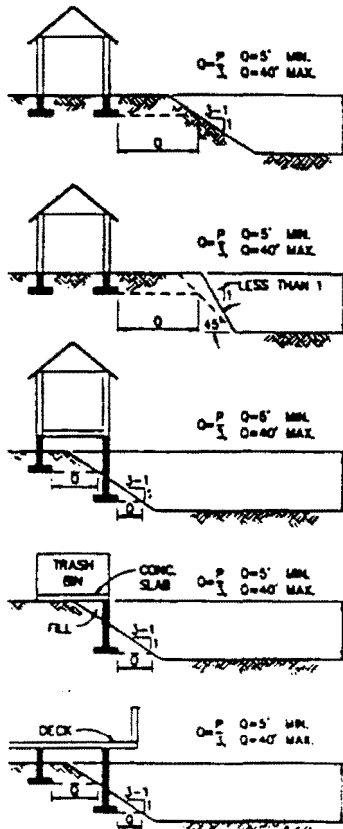 Q=P/3 Q=5' MIN.
Q=40' MAX.
3-1
1
Q
Q=P/3 Q=5' MIN.
Q=40' MAX.
LESS THAN 1
1
Q
45°
Q=P/3 Q=5' MIN.
Q=40' MAX.
Q
3-1
1
Q
TRASH BIN
CONC. SLAB
Q=P/3 Q=5' MIN.
Q=40' MAX.
FILL
3-1
1
Q
DECK
Q=P/3 Q=5' MIN.
Q=40' MAX.
Q
3-1
1
Q